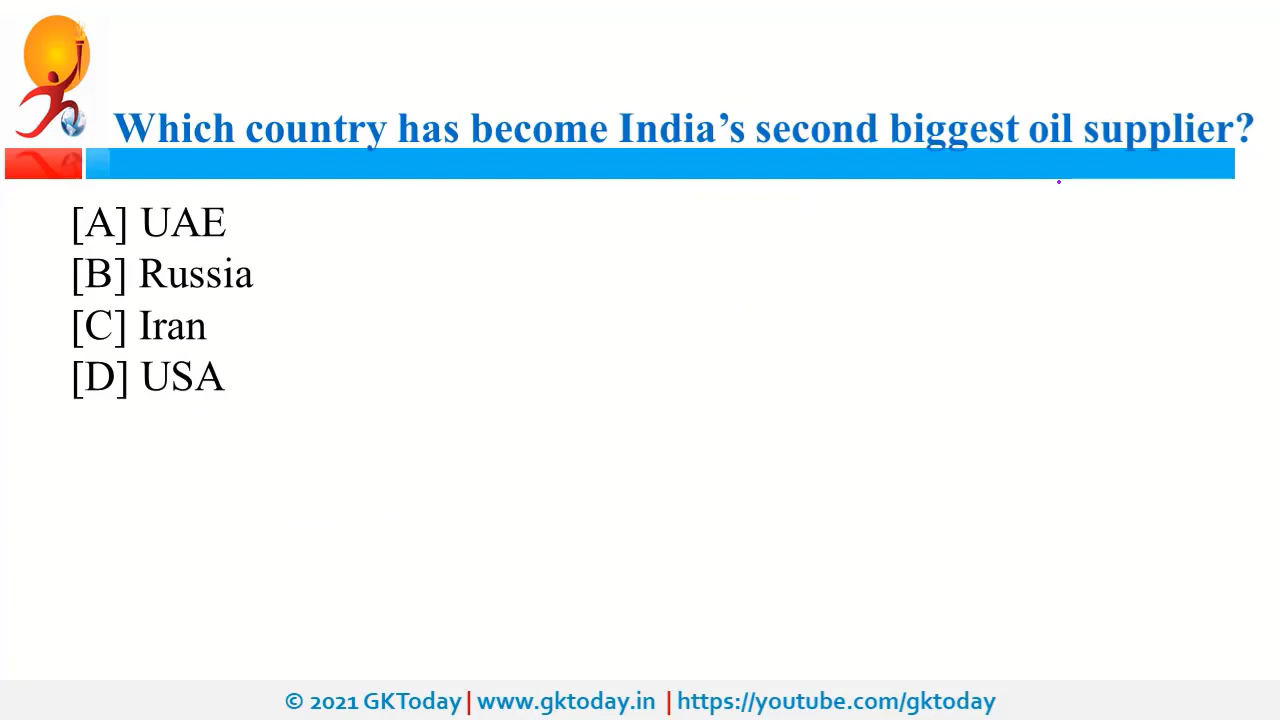 Which country has become India’s second biggest oil supplier?
[A] UAE
[B] Russia
[C] Iran
[D] USA
© 2021 GKToday | www.gktoday.in | https://youtube.com/gktoday